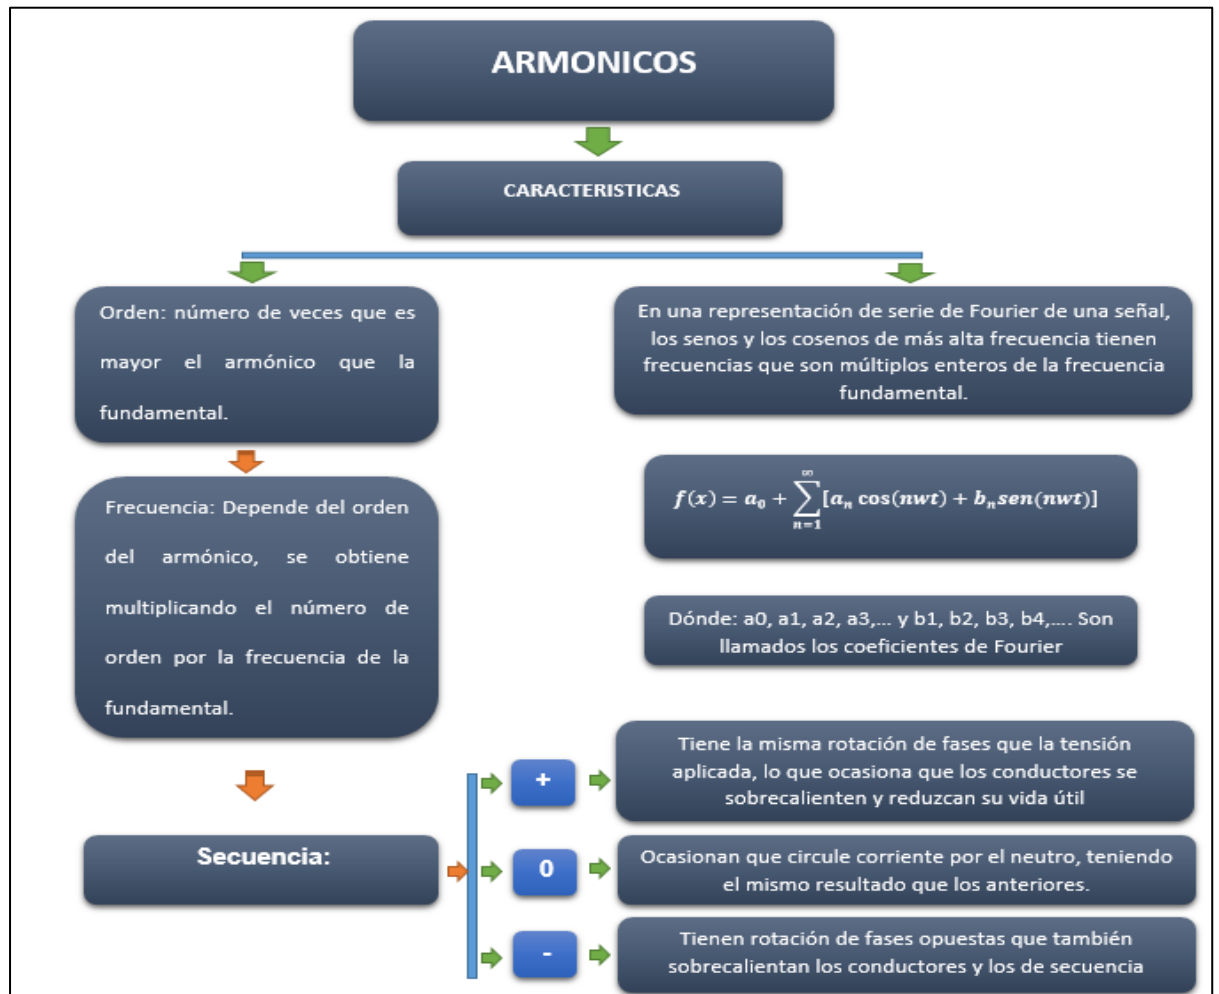 ARMONICOS
CARACTERISTICAS
Orden: número de veces que es
mayor el armónico que la
fundamental.
Frecuencia: Depende del orden
del armónico, se obtiene
multiplicando el número de
orden por la frecuencia de la
fundamental.
Secuencia:
En una representación de serie de Fourier de una señal,
los senos y los cosenos de más alta frecuencia tienen
frecuencias que son múltiplos enteros de la frecuencia
fundamental.
f(x) = a₀ + ∑_{n=1}^{∞}[aₙ cos(nwt) + bₙsen(nwt)]
Dónde: a0, a1, a2, a3,... y b1, b2, b3, b4,.... Son
llamados los coeficientes de Fourier
+
Tiene la misma rotación de fases que la tensión
aplicada, lo que ocasiona que los conductores se
sobrecalienten y reduzcan su vida útil
0
Ocasionan que circule corriente por el neutro, teniendo
el mismo resultado que los anteriores.
-
Tienen rotación de fases opuestas que también
sobrecalientan los conductores y los de secuencia